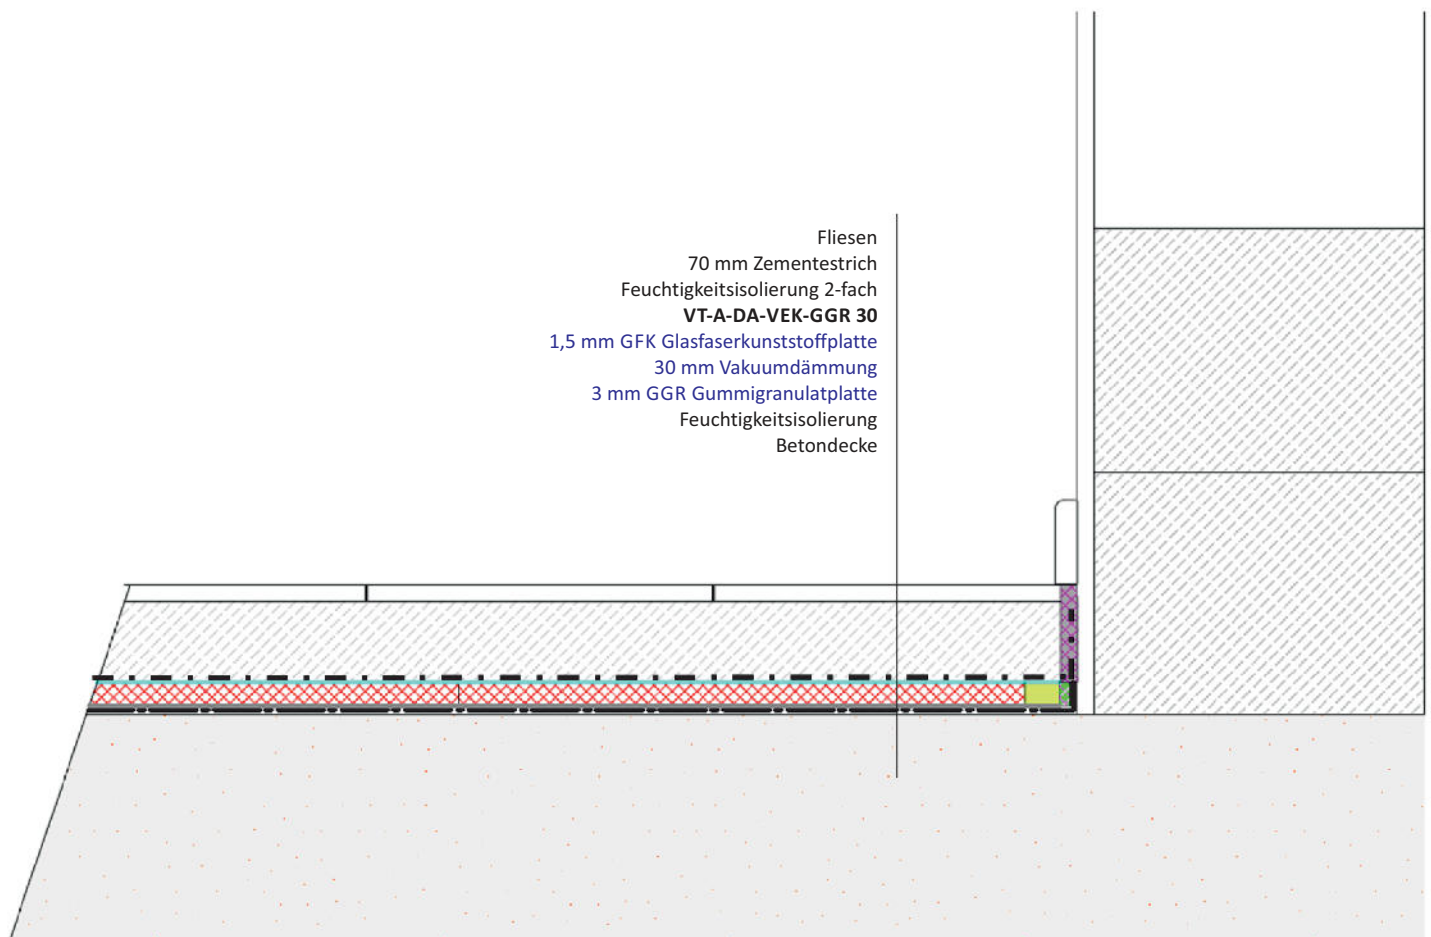 Fliesen
70 mm Zementestrich
Feuchtigkeitsisolierung 2-fach
VT-A-DA-VEK-GGR 30
1,5 mm GFK Glasfaserkunststoffplatte
30 mm Vakuumdämmung
3 mm GGR Gummigranulatplatte
Feuchtigkeitsisolierung
Betondecke